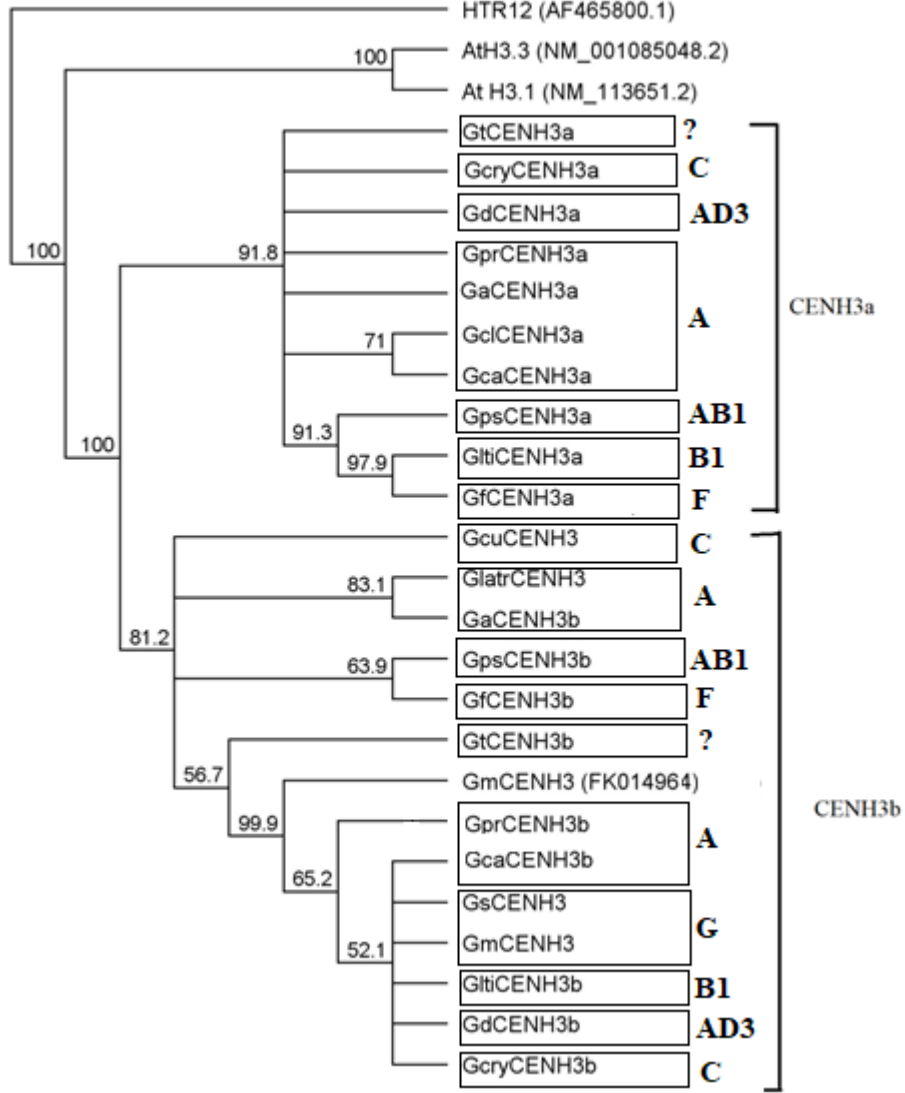 HTR12 (AF465800.1)
100 AtH3.3 (NM_001085048.2)
At H3.1 (NM_113651.2)
GtCENH3a ?
GcryCENH3a C
GdCENH3a AD3
100 91.8 GprCENH3a
GaCENH3a A CENH3a
71 GclCENH3a
GcaCENH3a
GpsCENH3a AB1
100 91.3 97.9 GltiCENH3a B1
GfCENH3a F
GcuCENH3 C
83.1 GlatrCENH3 A
GaCENH3b
81.2 63.9 GpsCENH3b AB1
GfCENH3b F
GtCENH3b ?
56.7 GmCENH3 (FK014964)
99.9 GprCENH3b A CENH3b
65.2 GcaCENH3b
GsCENH3 G
52.1 GmCENH3
GltiCENH3b B1
GdCENH3b AD3
GcryCENH3b C